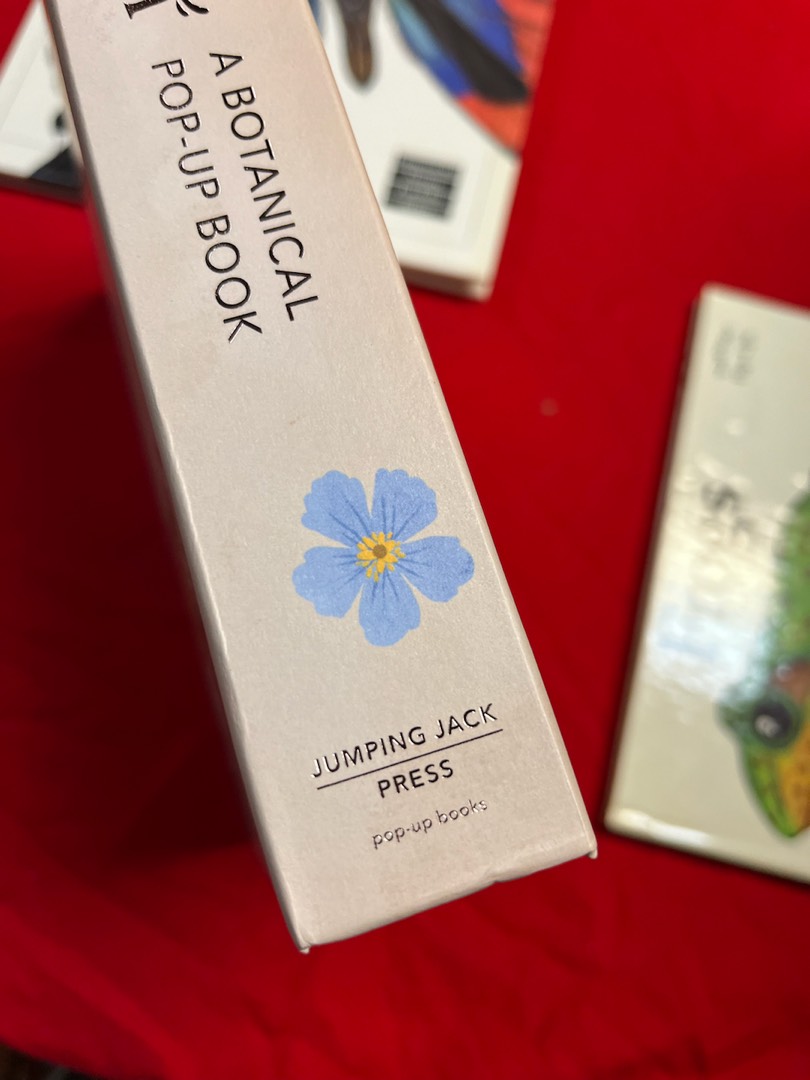 A BOTANICAL
POP-UP BOOK
JUMPING JACK
PRESS
pop-up books